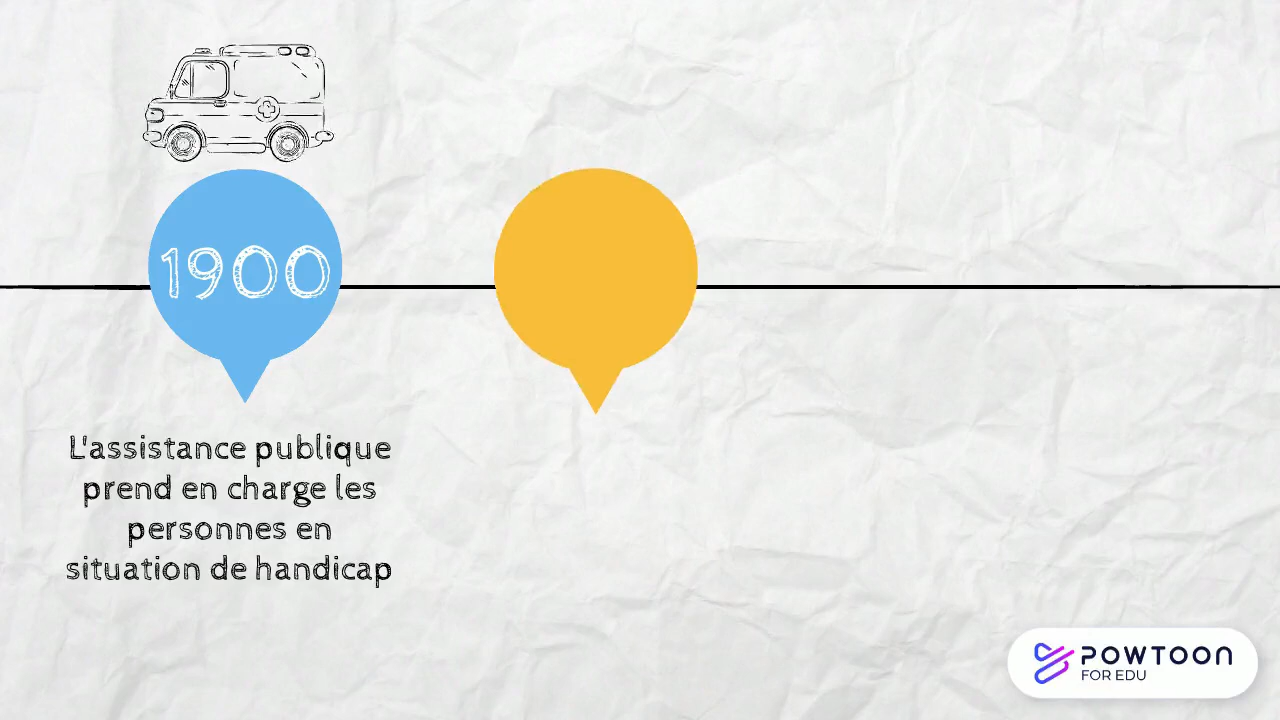 1900
L'assistance publique
prend en charge les
personnes en
situation de handicap
POWTOON
FOR EDU